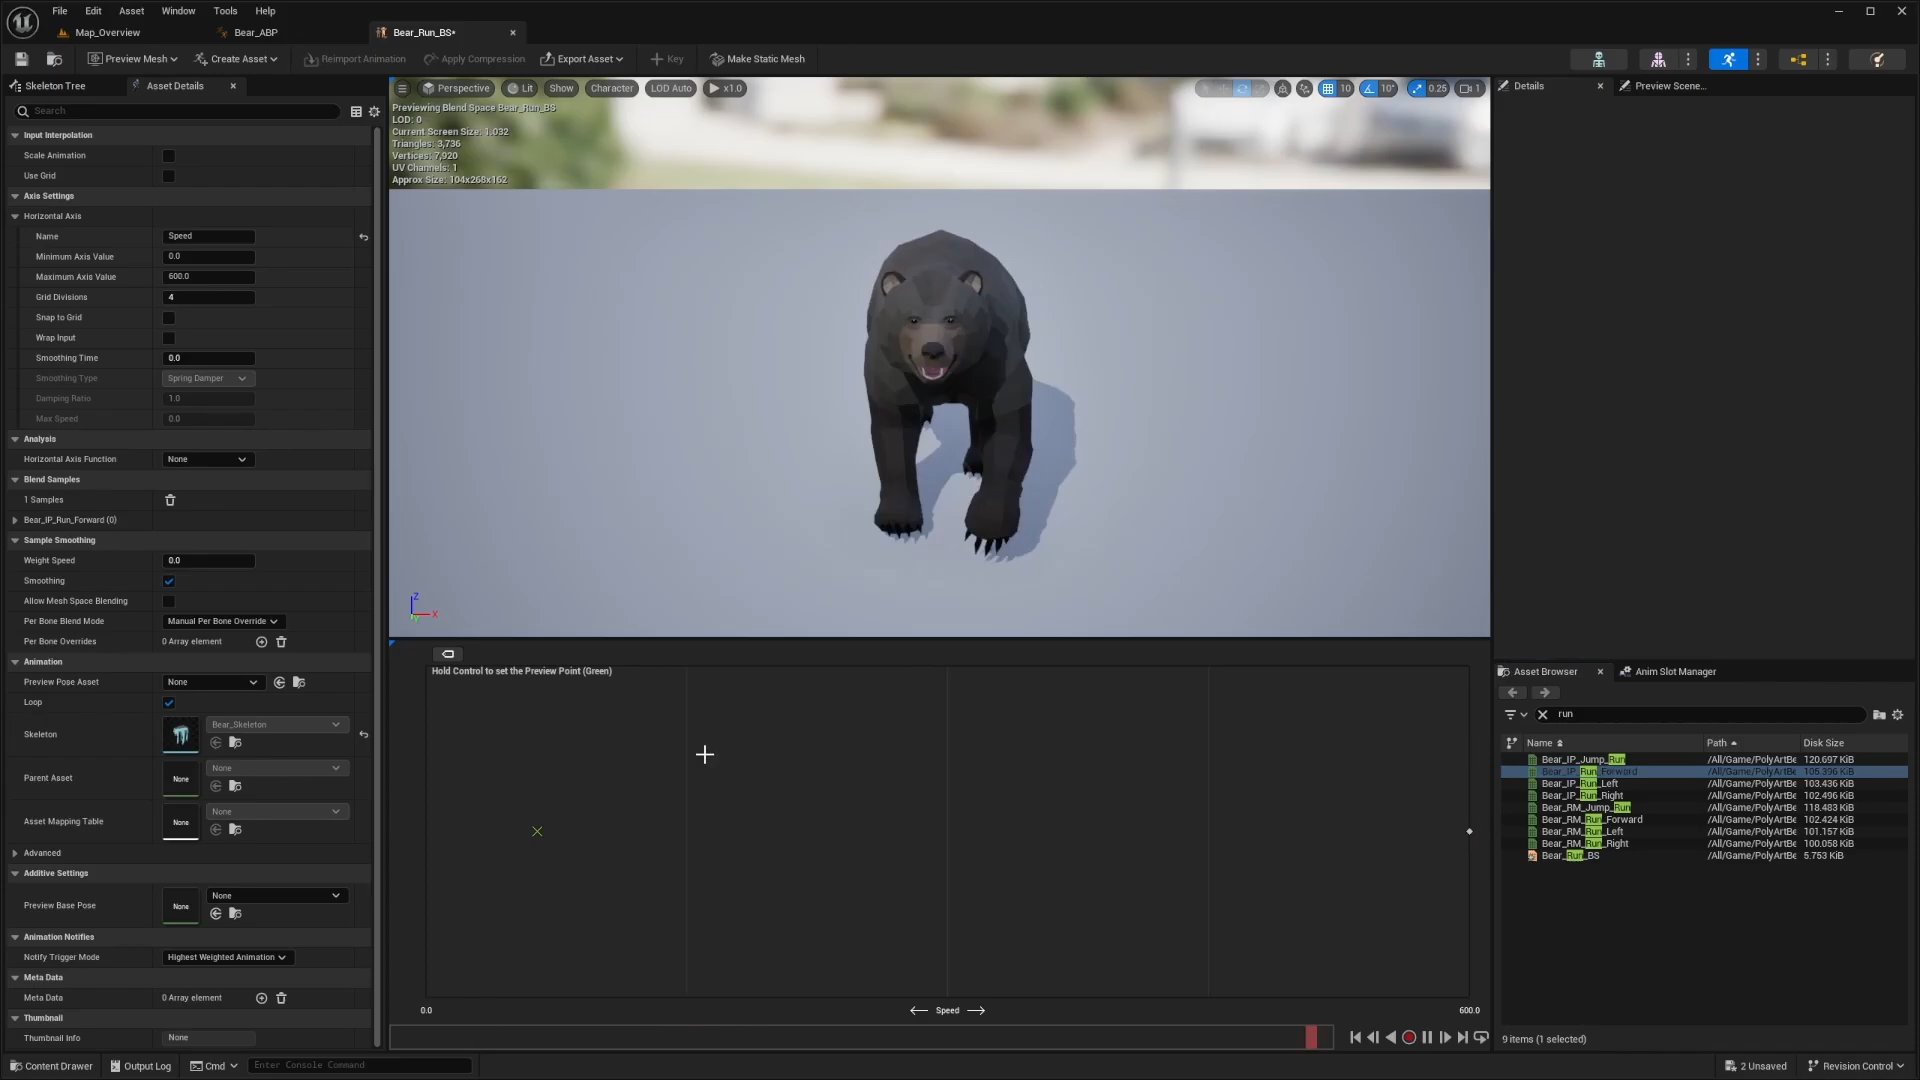 File Edit Asset Window Tools Help
Map_Overview Bear_ABP Bear_Run_BS*
Preview Mesh Create Asset Reimport Animation Apply Compression Export Asset Key Make Static Mesh
Skeleton Tree Asset Details
Search
Input Interpolation
Scale Animation
Use Grid
Axis Settings
Horizontal Axis
Name Speed
Minimum Axis Value 0.0
Maximum Axis Value 600.0
Grid Divisions 4
Snap to Grid
Wrap Input
Smoothing Time 0.0
Smoothing Type Spring Damper
Damping Ratio 1.0
Max Speed 0.0
Analysis
Horizontal Axis Function None
Blend Samples
1 Samples
Bear_IP_Run_Forward (0)
Sample Smoothing
Weight Speed 0.0
Smoothing
Allow Mesh Space Blending
Per Bone Blend Mode Manual Per Bone Override
Per Bone Overrides 0 Array element
Animation
Preview Pose Asset None
Loop
Skeleton Bear_Skeleton
Parent Asset None None
Asset Mapping Table None None
Advanced
Additive Settings
Preview Base Pose None None
Animation Notifies
Notify Trigger Mode Highest Weighted Animation
Meta Data
Meta Data 0 Array element
Thumbnail
Thumbnail Info None
Perspective Lit Show Character LOD Auto x1.0 10 10° 0.25 1
Previewing Blend Space Bear_Run_BS
LOD: 0
Current Screen Size: 1.032
Triangles: 3,736
Vertices: 7,920
UV Channels: 1
Approx Size: 104x268x162
Z
X
Hold Control to set the Preview Point (Green)
0.0 Speed 600.0
Details Preview Scene...
Asset Browser Anim Slot Manager
run
Name Path Disk Size
Bear_IP_Jump_Run /All/Game/PolyArtBe 120.697 KiB
Bear_IP_Run_Forward /All/Game/PolyArtBe 105.396 KiB
Bear_IP_Run_Left /All/Game/PolyArtBe 103.436 KiB
Bear_IP_Run_Right /All/Game/PolyArtBe 102.496 KiB
Bear_RM_Jump_Run /All/Game/PolyArtBe 118.483 KiB
Bear_RM_Run_Forward /All/Game/PolyArtBe 102.424 KiB
Bear_RM_Run_Left /All/Game/PolyArtBe 101.157 KiB
Bear_RM_Run_Right /All/Game/PolyArtBe 100.058 KiB
Bear_Run_BS /All/Game/PolyArtBe 5.753 KiB
9 items (1 selected)
Content Drawer Output Log Cmd Enter Console Command 2 Unsaved Revision Control